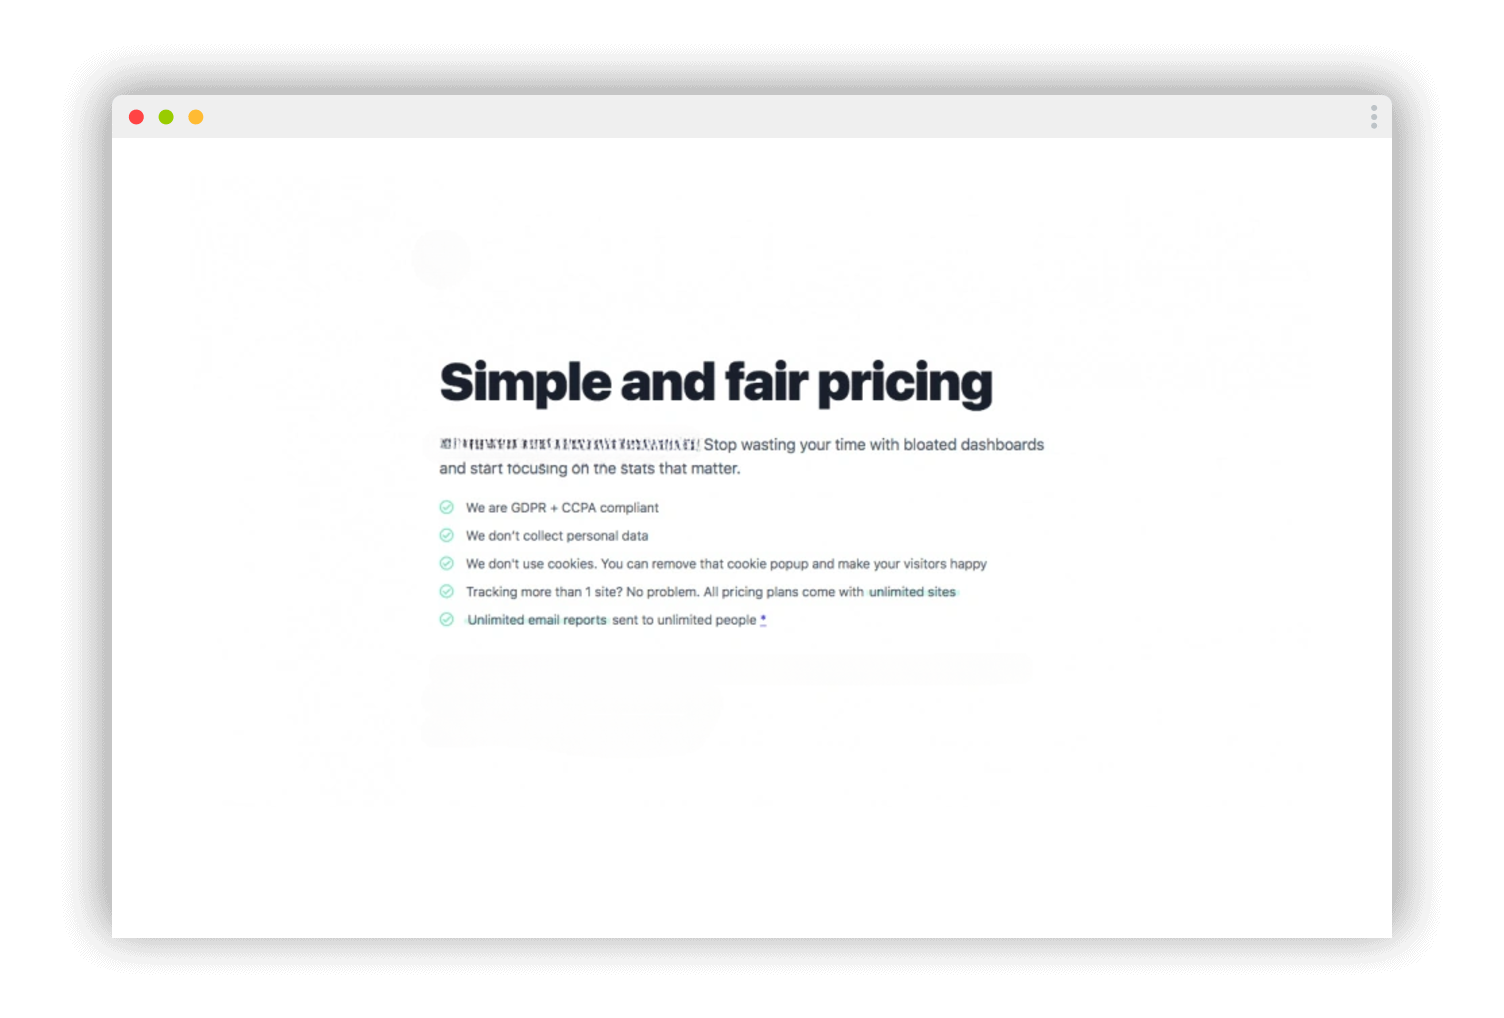 Simple and fair pricing
Stop wasting your time with bloated dashboards
and start focusing on the stats that matter.
We are GDPR + CCPA compliant
We don't collect personal data
We don't use cookies. You can remove that cookie popup and make your visitors happy
Tracking more than 1 site? No problem. All pricing plans come with unlimited sites
Unlimited email reports sent to unlimited people *